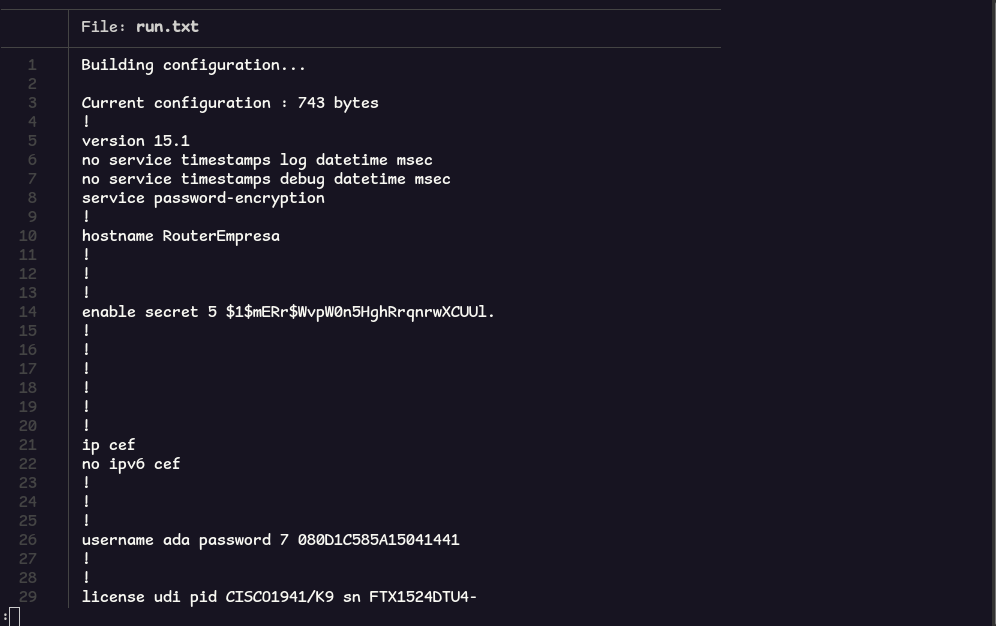 File: run.txt
1 Building configuration...
2
3 Current configuration : 743 bytes
4 !
5 version 15.1
6 no service timestamps log datetime msec
7 no service timestamps debug datetime msec
8 service password-encryption
9 !
10 hostname RouterEmpresa
11 !
12 !
13 !
14 enable secret 5 $1$mERr$WvpW0n5HghRrqnrwXCUUl.
15 !
16 !
17 !
18 !
19 !
20 !
21 ip cef
22 no ipv6 cef
23 !
24 !
25 !
26 username ada password 7 080D1C585A15041441
27 !
28 !
29 license udi pid CISCO1941/K9 sn FTX1524DTU4-
: